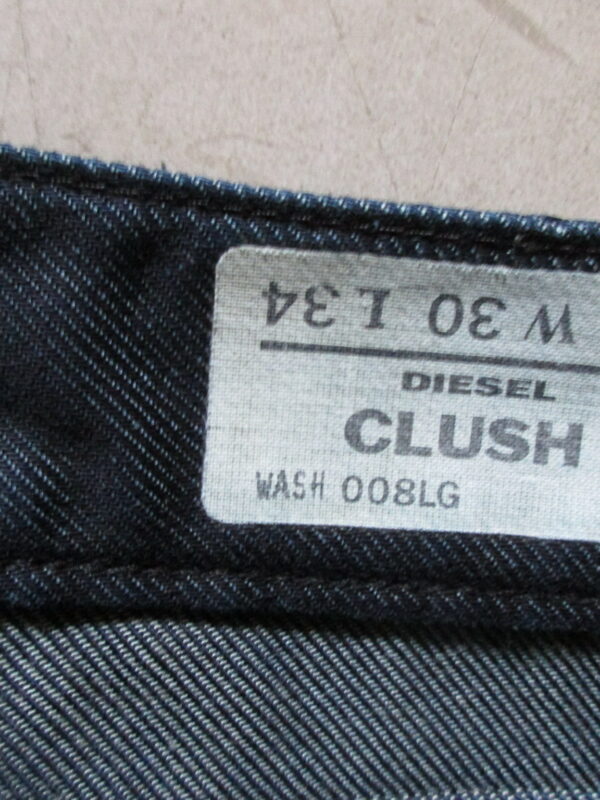 W 30 L 34
DIESEL
CLUSH
WASH 008LG